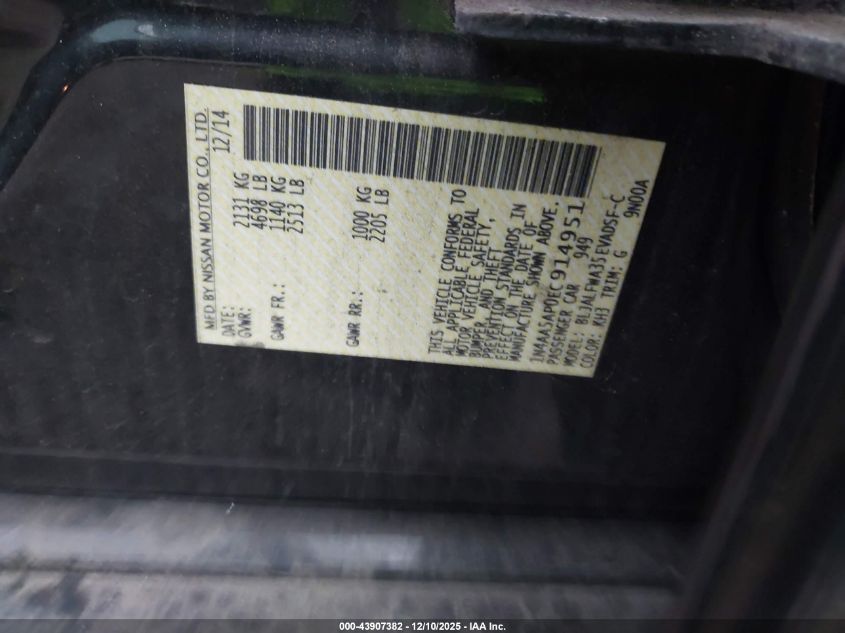 MFD BY NISSAN MOTOR CO., LTD.
DATE: 12/14
GVWR: 2131 KG
4698 LB
GAWR FR.: 1140 KG
2513 LB
GAWR RR.: 1000 KG
2205 LB
THIS VEHICLE CONFORMS TO
ALL APPLICABLE FEDERAL
MOTOR VEHICLE SAFETY,
BUMPER, AND THEFT
PREVENTION STANDARDS IN
EFFECT ON THE DATE OF
MANUFACTURE SHOWN ABOVE.
1N4AA5AP0EC914951
PASSENGER CAR 949
MODEL: BLJALFWA35EVADSF-C
COLOR: KH3 TRIM: G 9N00A
000-43907382 - 12/10/2025 - IAA Inc.